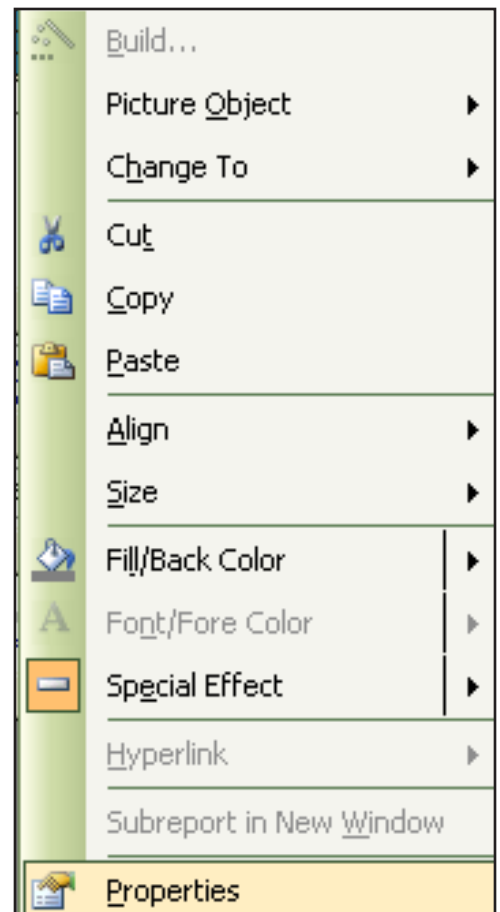 Build...
Picture Object
Change To
Cut
Copy
Paste
Align
Size
Fill/Back Color
A Font/Fore Color
Special Effect
Hyperlink
Subreport in New Window
Properties